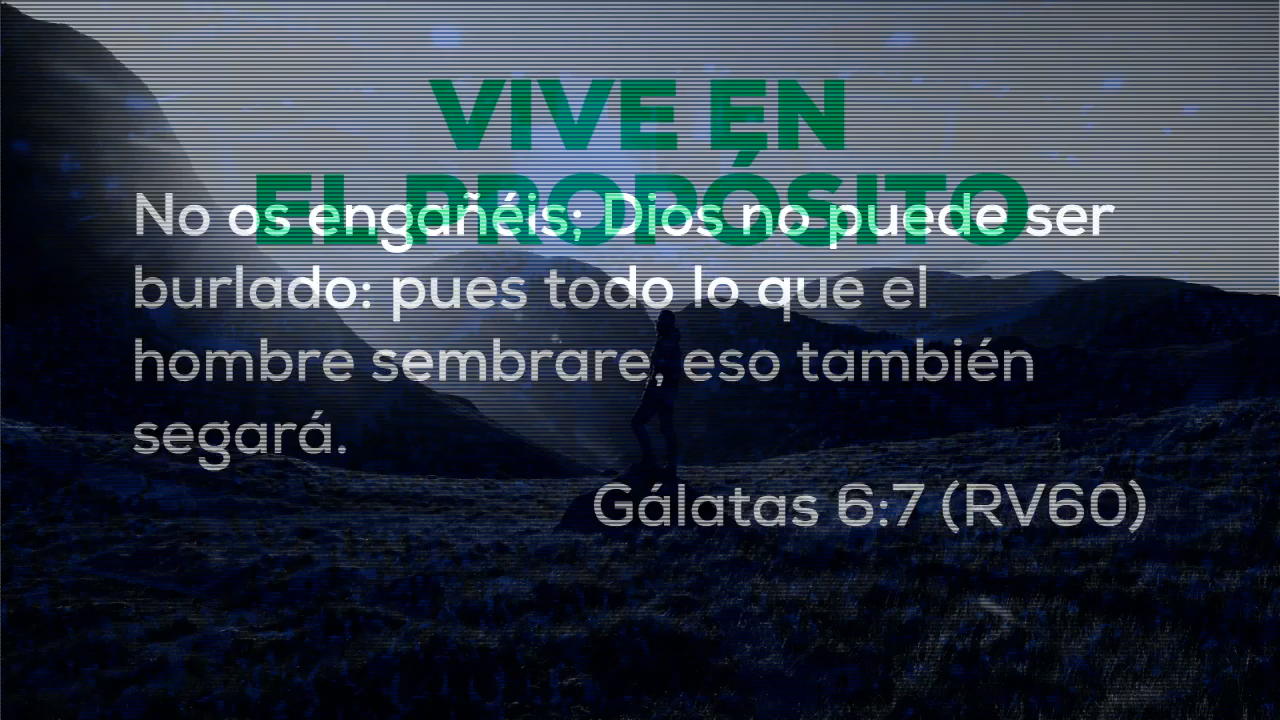 VIVE EN
EL PROPÓSITO
No os engañéis; Dios no puede ser
burlado: pues todo lo que el
hombre sembrare, eso también
segará.
Gálatas 6:7 (RV60)